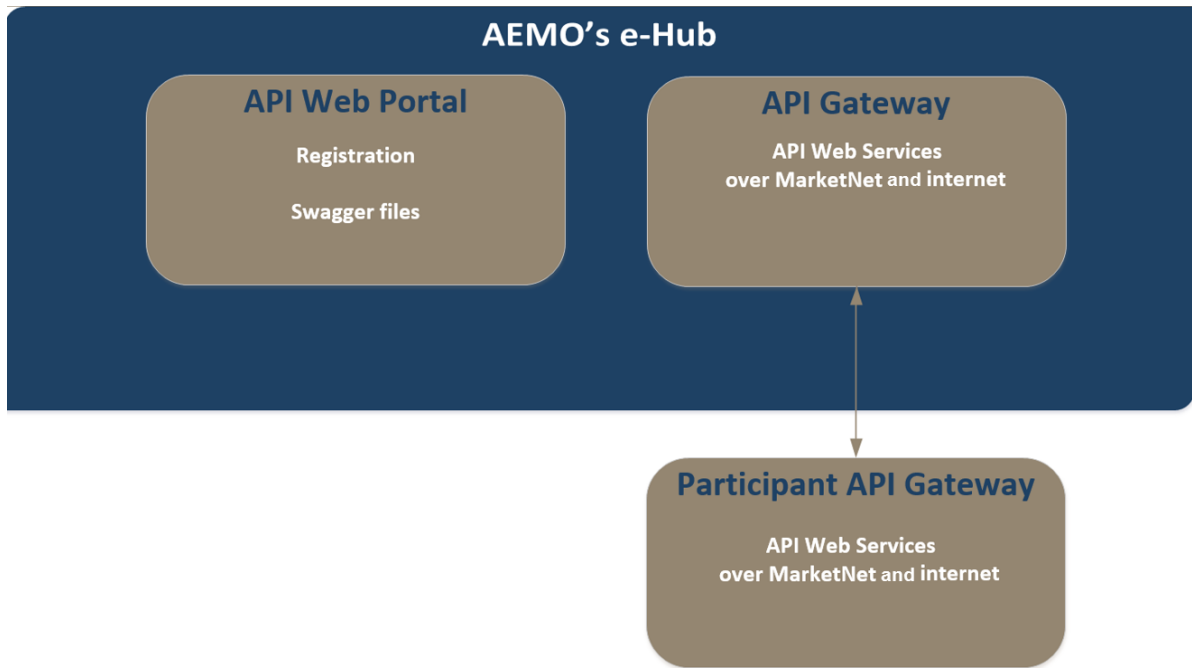 AEMO’s e-Hub
API Web Portal
Registration
Swagger files
API Gateway
API Web Services
over MarketNet and internet
Participant API Gateway
API Web Services
over MarketNet and internet